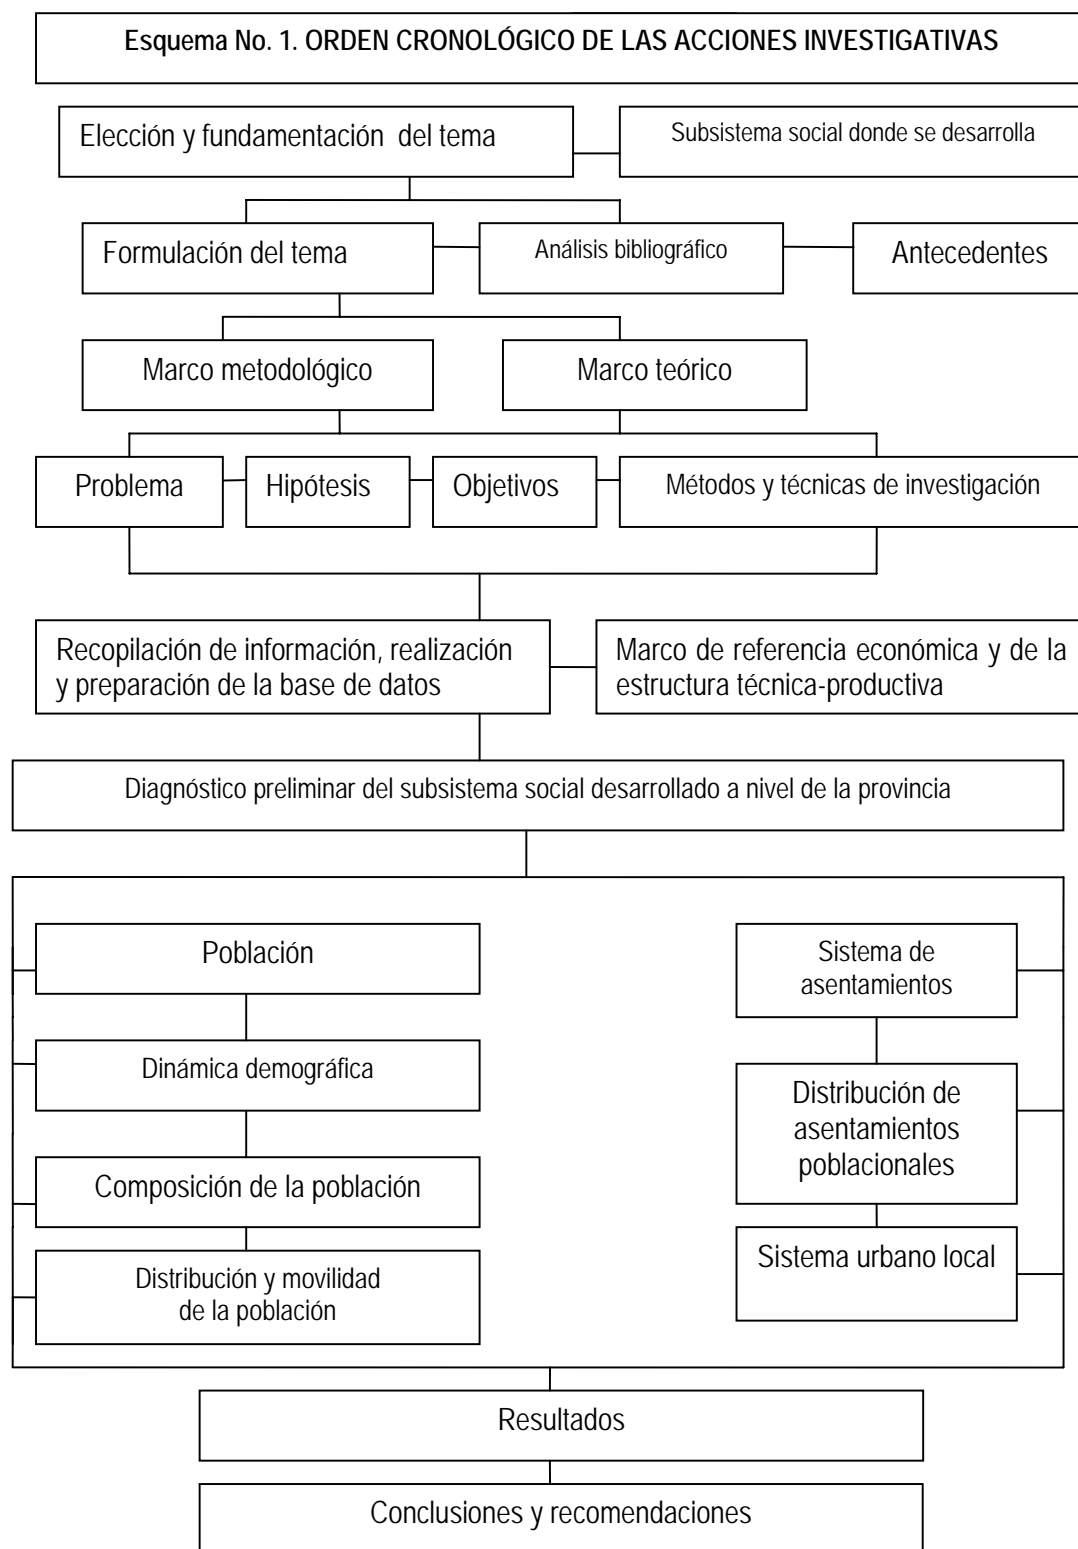 Esquema No. 1. ORDEN CRONOLÓGICO DE LAS ACCIONES INVESTIGATIVAS
Elección y fundamentación del tema
Subsistema social donde se desarrolla
Formulación del tema
Análisis bibliográfico
Antecedentes
Marco metodológico
Marco teórico
Problema
Hipótesis
Objetivos
Métodos y técnicas de investigación
Recopilación de información, realización
y preparación de la base de datos
Marco de referencia económica y de la
estructura técnica-productiva
Diagnóstico preliminar del subsistema social desarrollado a nivel de la provincia
Población
Dinámica demográfica
Composición de la población
Distribución y movilidad
de la población
Sistema de
asentamientos
Distribución de
asentamientos
poblacionales
Sistema urbano local
Resultados
Conclusiones y recomendaciones